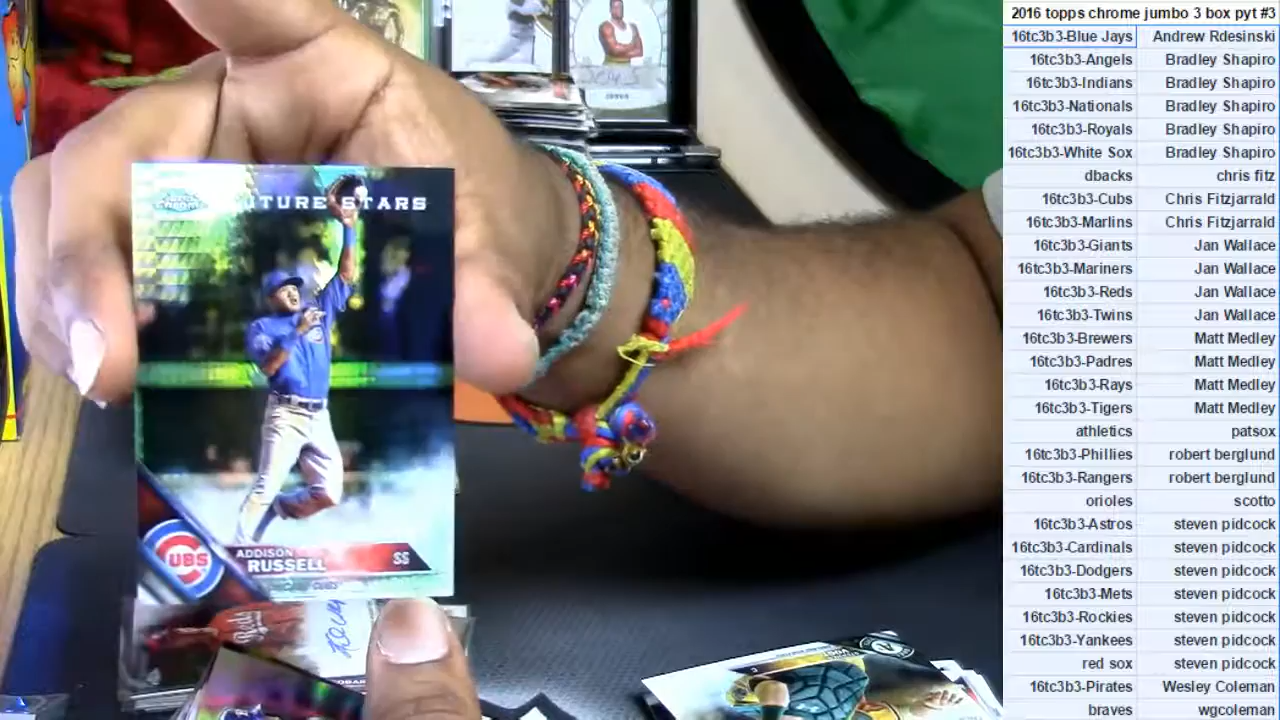 2016 topps chrome jumbo 3 box pyt #3
16tc3b3-Blue Jays Andrew Rdesinski
16tc3b3-Angels Bradley Shapiro
16tc3b3-Indians Bradley Shapiro
16tc3b3-Nationals Bradley Shapiro
16tc3b3-Royals Bradley Shapiro
16tc3b3-White Sox Bradley Shapiro
dbacks chris fitz
16tc3b3-Cubs Chris Fitzjarrald
16tc3b3-Marlins Chris Fitzjarrald
16tc3b3-Giants Jan Wallace
16tc3b3-Mariners Jan Wallace
16tc3b3-Reds Jan Wallace
16tc3b3-Twins Jan Wallace
16tc3b3-Brewers Matt Medley
16tc3b3-Padres Matt Medley
16tc3b3-Rays Matt Medley
16tc3b3-Tigers Matt Medley
athletics patsox
16tc3b3-Phillies robert berglund
16tc3b3-Rangers robert berglund
orioles scotto
16tc3b3-Astros steven pidcock
16tc3b3-Cardinals steven pidcock
16tc3b3-Dodgers steven pidcock
16tc3b3-Mets steven pidcock
16tc3b3-Rockies steven pidcock
16tc3b3-Yankees steven pidcock
red sox steven pidcock
16tc3b3-Pirates Wesley Coleman
braves wgcoleman
FUTURE STARS
ADDISON
RUSSELL SS
CUBS
Reds